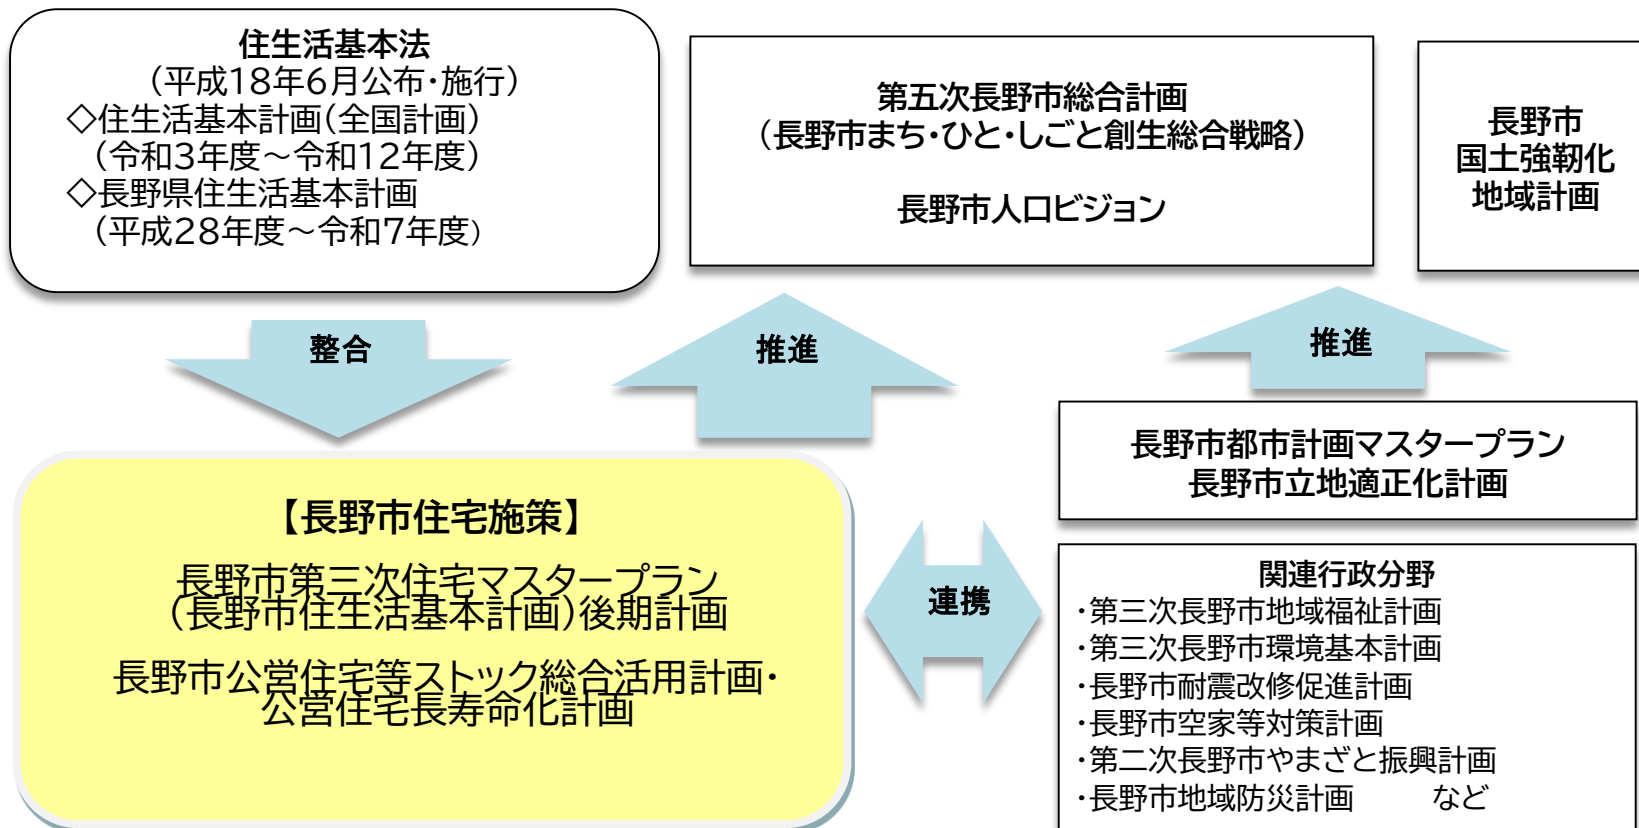 住生活基本法
（平成18年6月公布・施行）
◇住生活基本計画（全国計画）
（令和3年度～令和12年度）
◇長野県住生活基本計画
（平成28年度～令和7年度）
第五次長野市総合計画
（長野市まち・ひと・しごと創生総合戦略）
長野市人口ビジョン
長野市
国土強靭化
地域計画
整合
推進
推進
【長野市住宅施策】
長野市第三次住宅マスタープラン
（長野市住生活基本計画）後期計画
長野市公営住宅等ストック総合活用計画・
公営住宅長寿命化計画
連携
長野市都市計画マスタープラン
長野市立地適正化計画
関連行政分野
・第三次長野市地域福祉計画
・第三次長野市環境基本計画
・長野市耐震改修促進計画
・長野市空家等対策計画
・第二次長野市やまざと振興計画
・長野市地域防災計画　　など